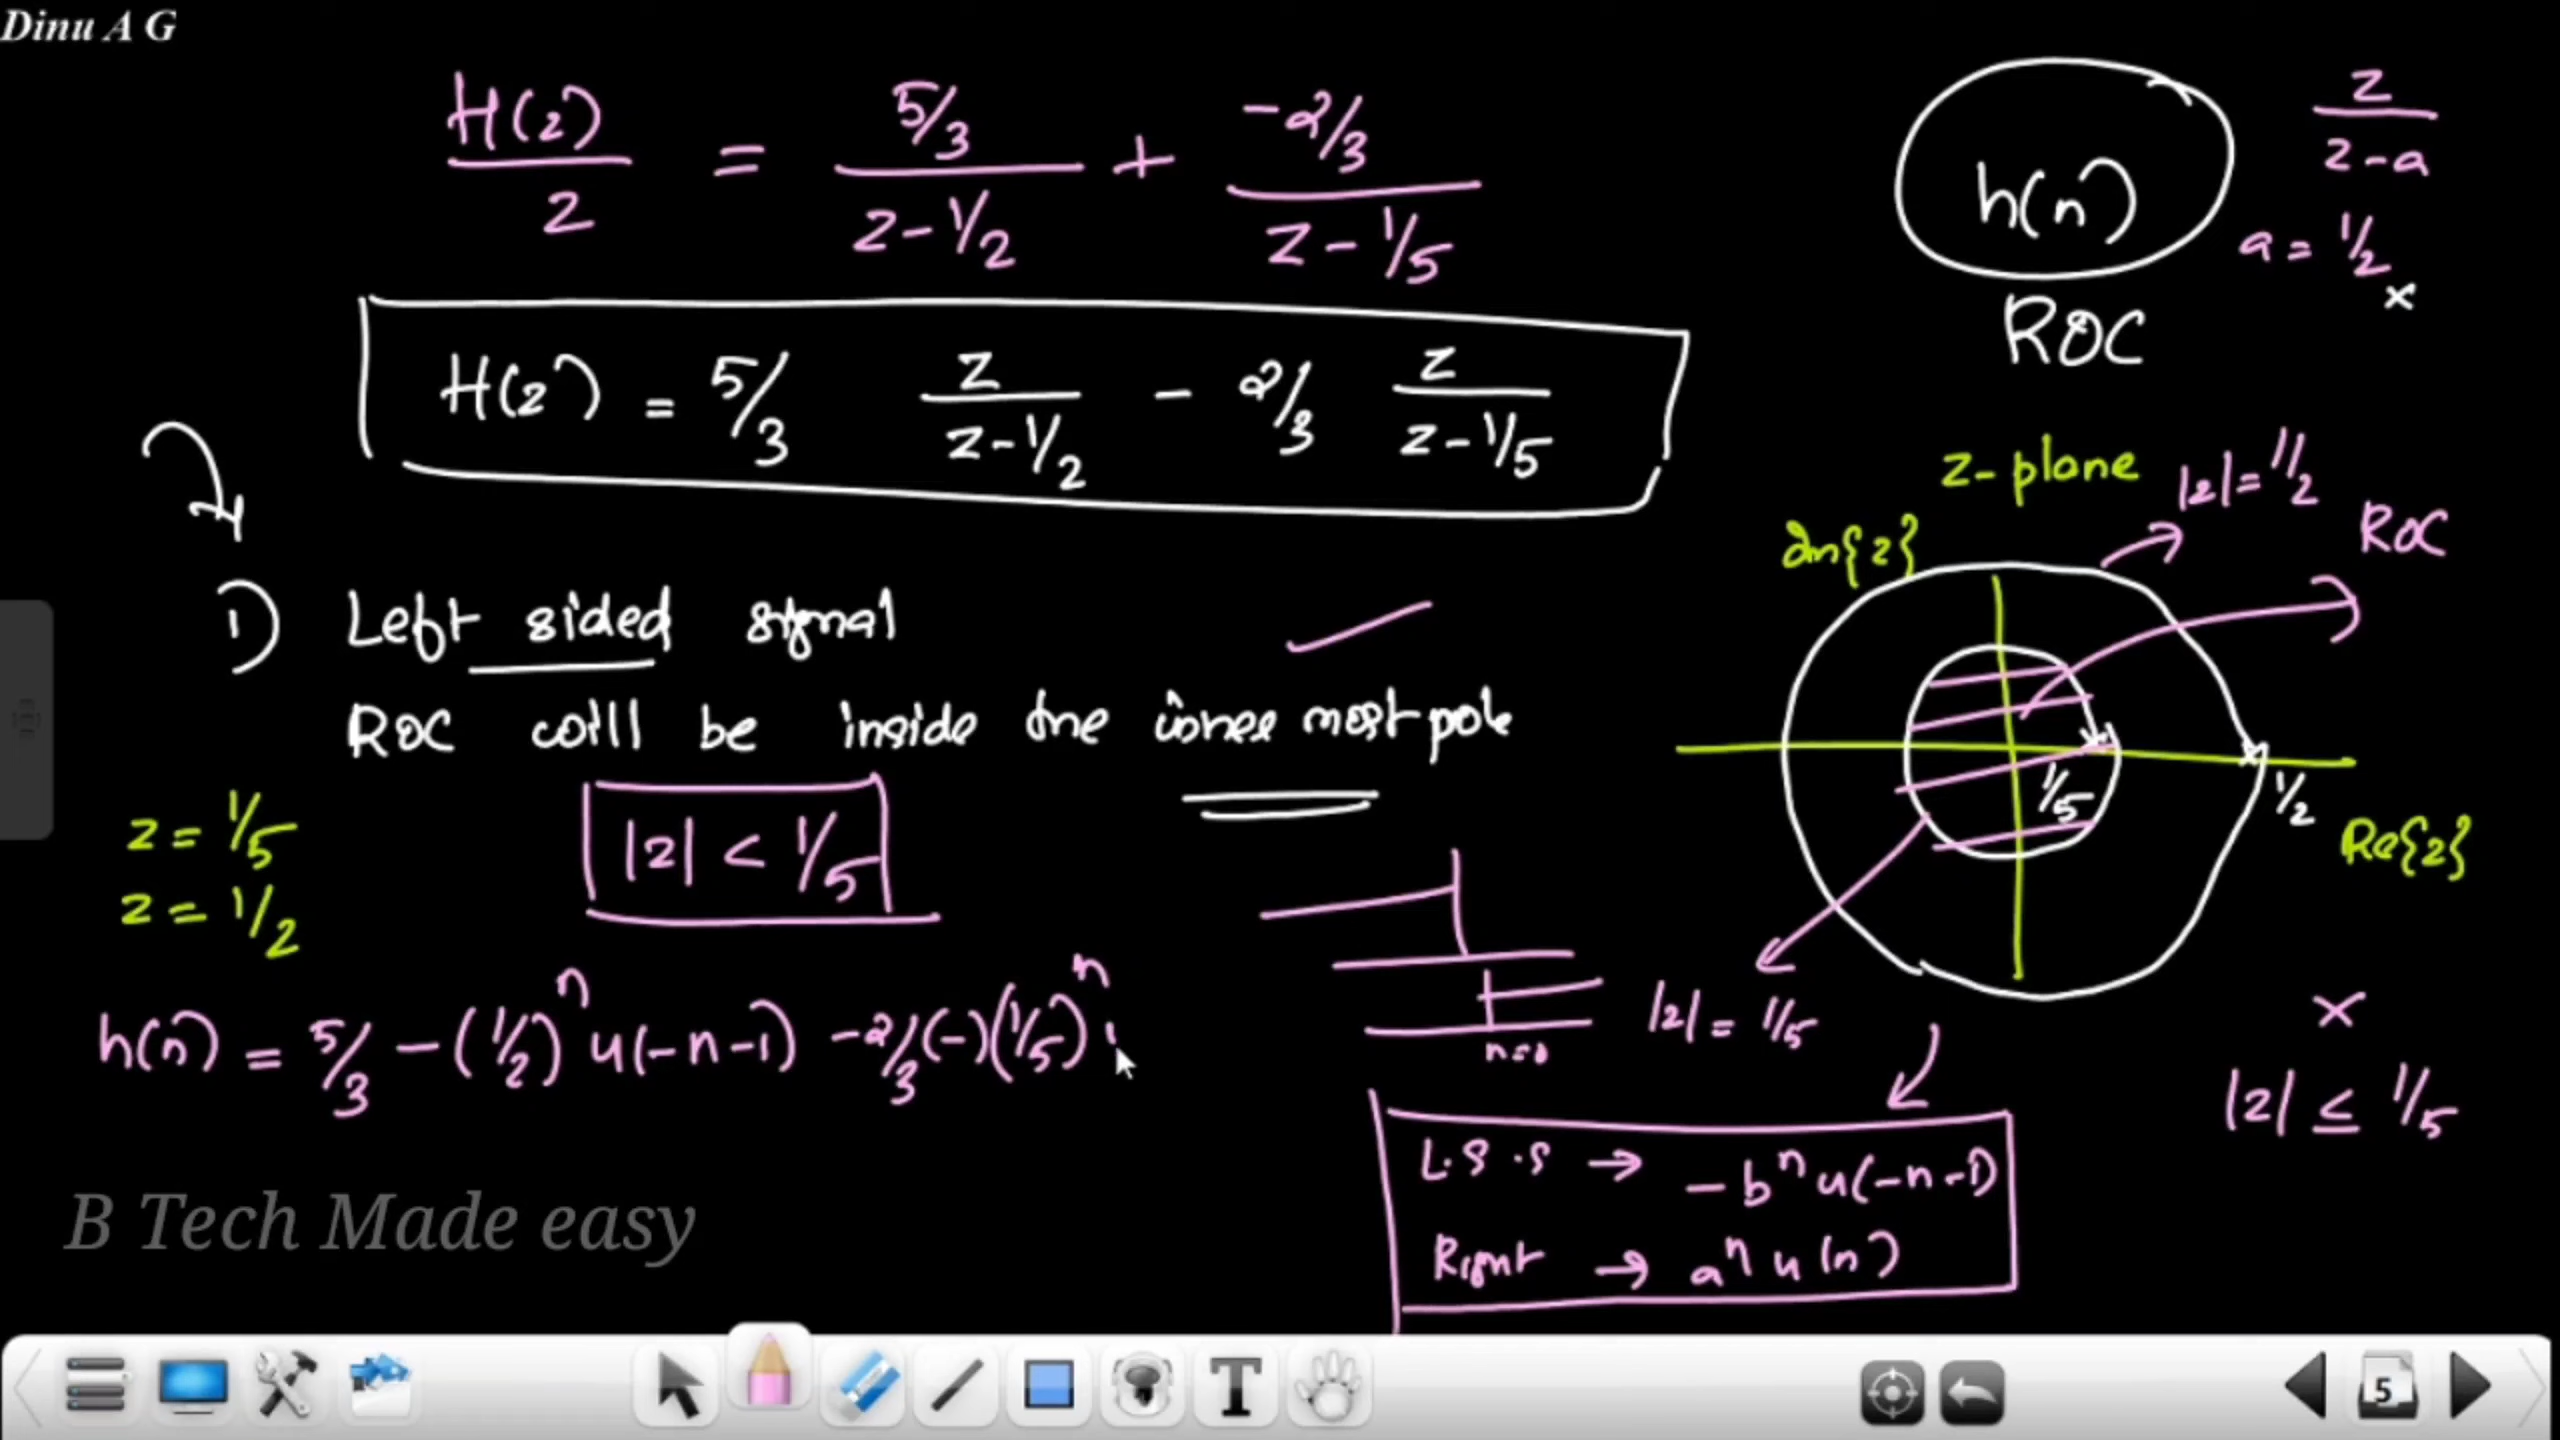 Dinu A G
H(z)/z = (5/3)/(z - 1/2) + (-2/3)/(z - 1/5)
h(n)
z/(z - a)
a = 1/2
x
ROC
H(z) = 5/3 z/(z - 1/2) - 2/3 z/(z - 1/5)
z-plane
|z| = 1/2
ROC
Im{z}
1) Left sided signal
ROC will be inside the inner most pole
1/5
1/2
Re{z}
z = 1/5
z = 1/2
|z| < 1/5
h(n) = 5/3 - (1/2)^n u(-n-1) - 2/3 (-)(1/5)^n
n=0
|z| = 1/5
x
|z| ≤ 1/5
L.S.S → - b^n u(-n-1)
Right → a^n u(n)
B Tech Made easy
T
5